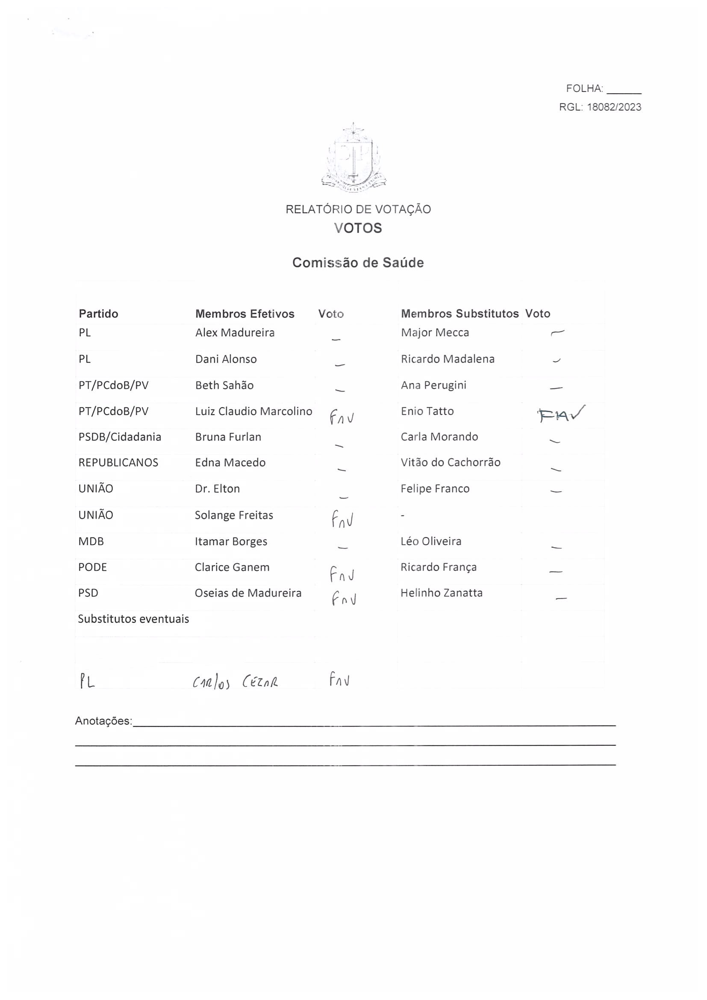 FOLHA: ______
RGL: 18082/2023
RELATÓRIO DE VOTAÇÃO
VOTOS
Comissão de Saúde
Partido Membros Efetivos Voto Membros Substitutos Voto
PL Alex Madureira — Major Mecca —
PL Dani Alonso — Ricardo Madalena —
PT/PCdoB/PV Beth Sahão — Ana Perugini —
PT/PCdoB/PV Luiz Claudio Marcolino FAV Enio Tatto FAV
PSDB/Cidadania Bruna Furlan — Carla Morando —
REPUBLICANOS Edna Macedo — Vitão do Cachorrão —
UNIÃO Dr. Elton — Felipe Franco —
UNIÃO Solange Freitas FAV -
MDB Itamar Borges — Léo Oliveira —
PODE Clarice Ganem FAV Ricardo França —
PSD Oseias de Madureira FAV Helinho Zanatta —
Substitutos eventuais
PL CARlos CÉZAR FAV
Anotações: